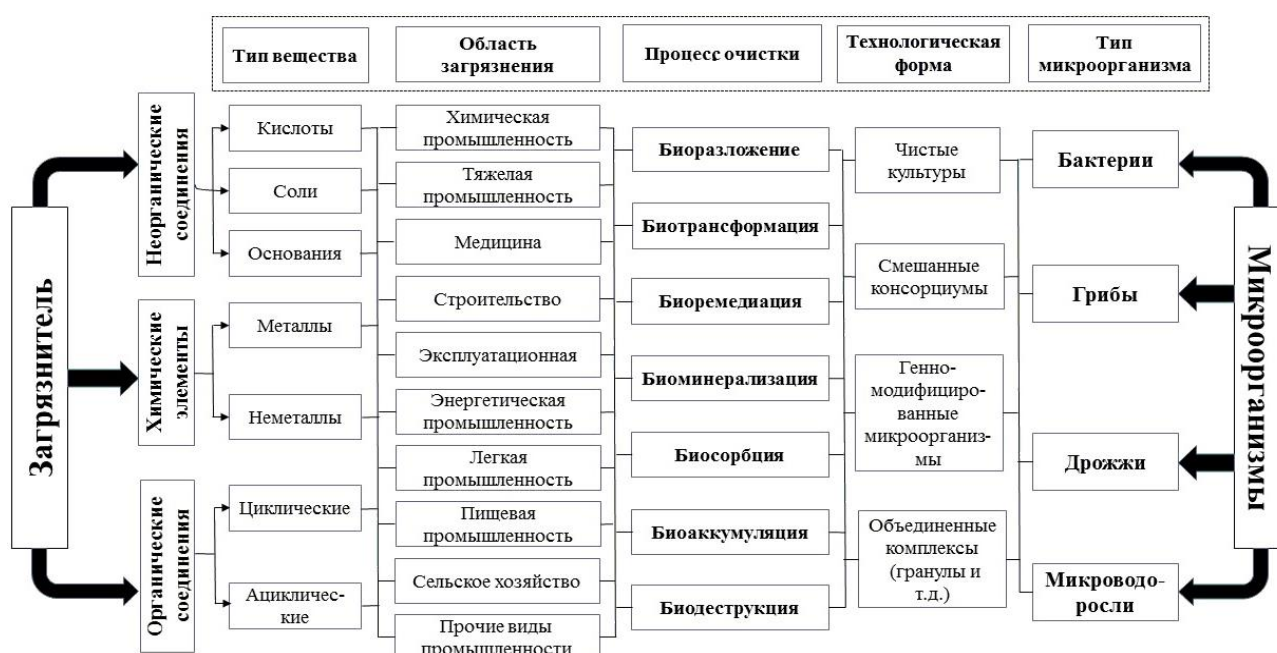 Тип вещества
Область
загрязнения
Процесс очистки
Технологическая
форма
Тип
микроорганизма
Загрязнитель
Неорганические
соединения
Химические
элементы
Органические
соединения
Кислоты
Соли
Основания
Металлы
Неметаллы
Циклические
Ацикличес-
кие
Химическая
промышленность
Тяжелая
промышленность
Медицина
Строительство
Эксплуатационная
Энергетическая
промышленность
Легкая
промышленность
Пищевая
промышленность
Сельское хозяйство
Прочие виды
промышленности
Биоразложение
Биотрансформация
Биоремедиация
Биоминерализация
Биосорбция
Биоаккумуляция
Биодеструкция
Чистые
культуры
Смешанные
консорциумы
Генно-
модифициро-
ванные
микроорганиз-
мы
Объединенные
комплексы
(гранулы и
т.д.)
Бактерии
Грибы
Дрожжи
Микроводо-
росли
Микроорганизмы